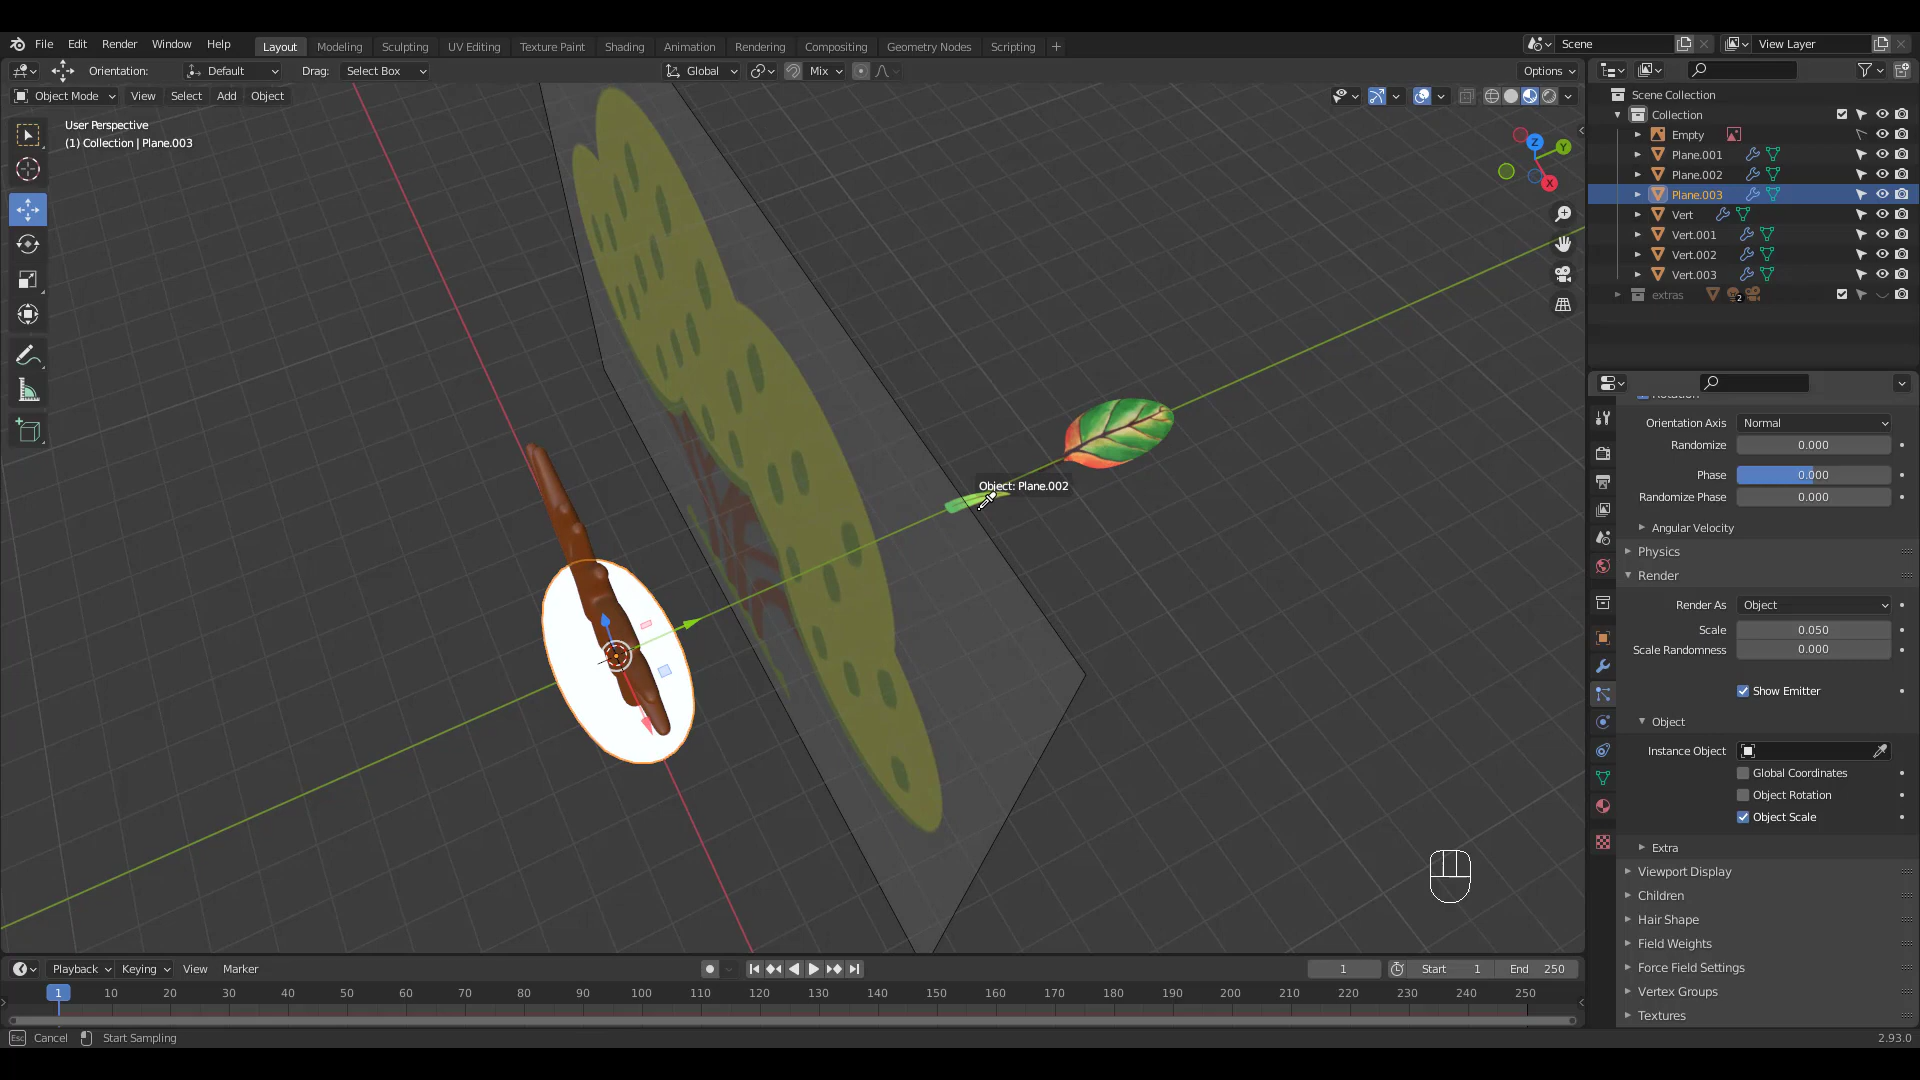 File Edit Render Window Help
Layout Modeling Sculpting UV Editing Texture Paint Shading Animation Rendering Compositing Geometry Nodes Scripting +
Scene
View Layer
Orientation: Default Drag: Select Box
Global Mix
Options
Object Mode View Select Add Object
User Perspective
(1) Collection | Plane.003
Z
Y
X
Object: Plane.002
Scene Collection
Collection
Empty
Plane.001
Plane.002
Plane.003
Vert
Vert.001
Vert.002
Vert.003
extras 2
Rotation
Orientation Axis Normal
Randomize 0.000
Phase 0.000
Randomize Phase 0.000
Angular Velocity
Physics
Render
Render As Object
Scale 0.050
Scale Randomness 0.000
Show Emitter
Object
Instance Object
Global Coordinates
Object Rotation
Object Scale
Extra
Viewport Display
Children
Hair Shape
Field Weights
Force Field Settings
Vertex Groups
Textures
Playback Keying View Marker
1 Start 1 End 250
1 10 20 30 40 50 60 70 80 90 100 110 120 130 140 150 160 170 180 190 200 210 220 230 240 250
Esc Cancel Start Sampling
2.93.0